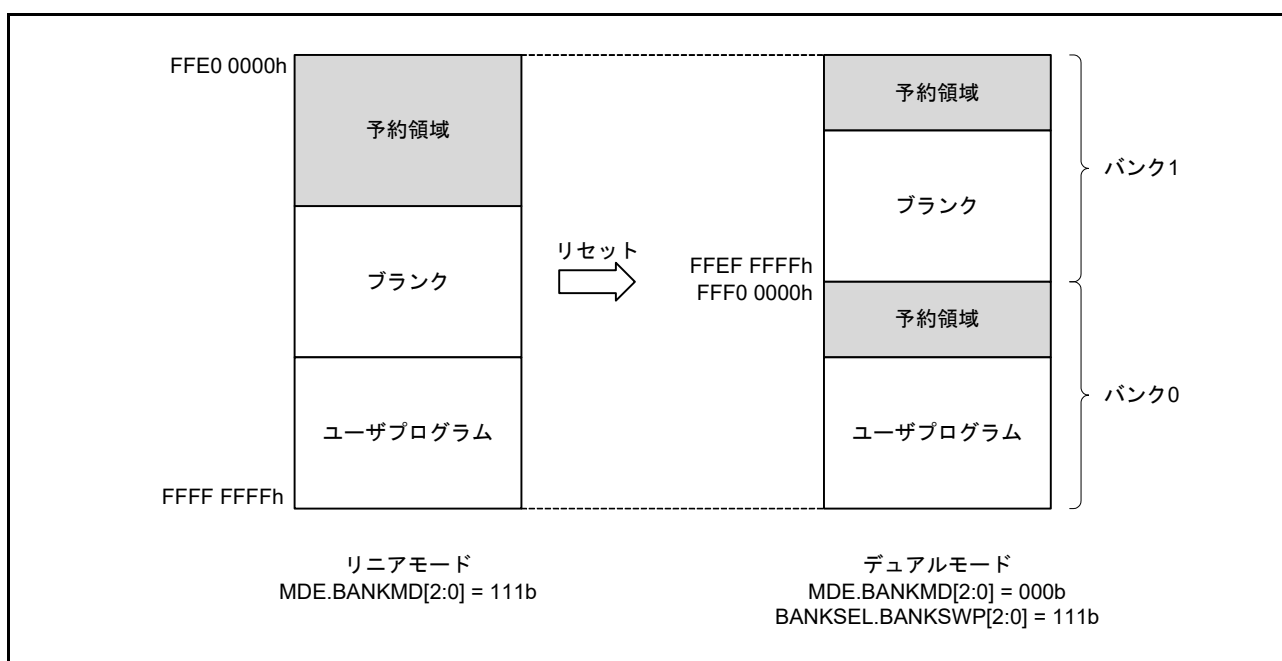 FFE0 0000h
予約領域
ブランク
ユーザプログラム
FFFF FFFFh
リニアモード
MDE.BANKMD[2:0] = 111b
リセット
FFEF FFFFh
FFF0 0000h
予約領域
ブランク
予約領域
ユーザプログラム
バンク1
バンク0
デュアルモード
MDE.BANKMD[2:0] = 000b
BANKSEL.BANKSWP[2:0] = 111b